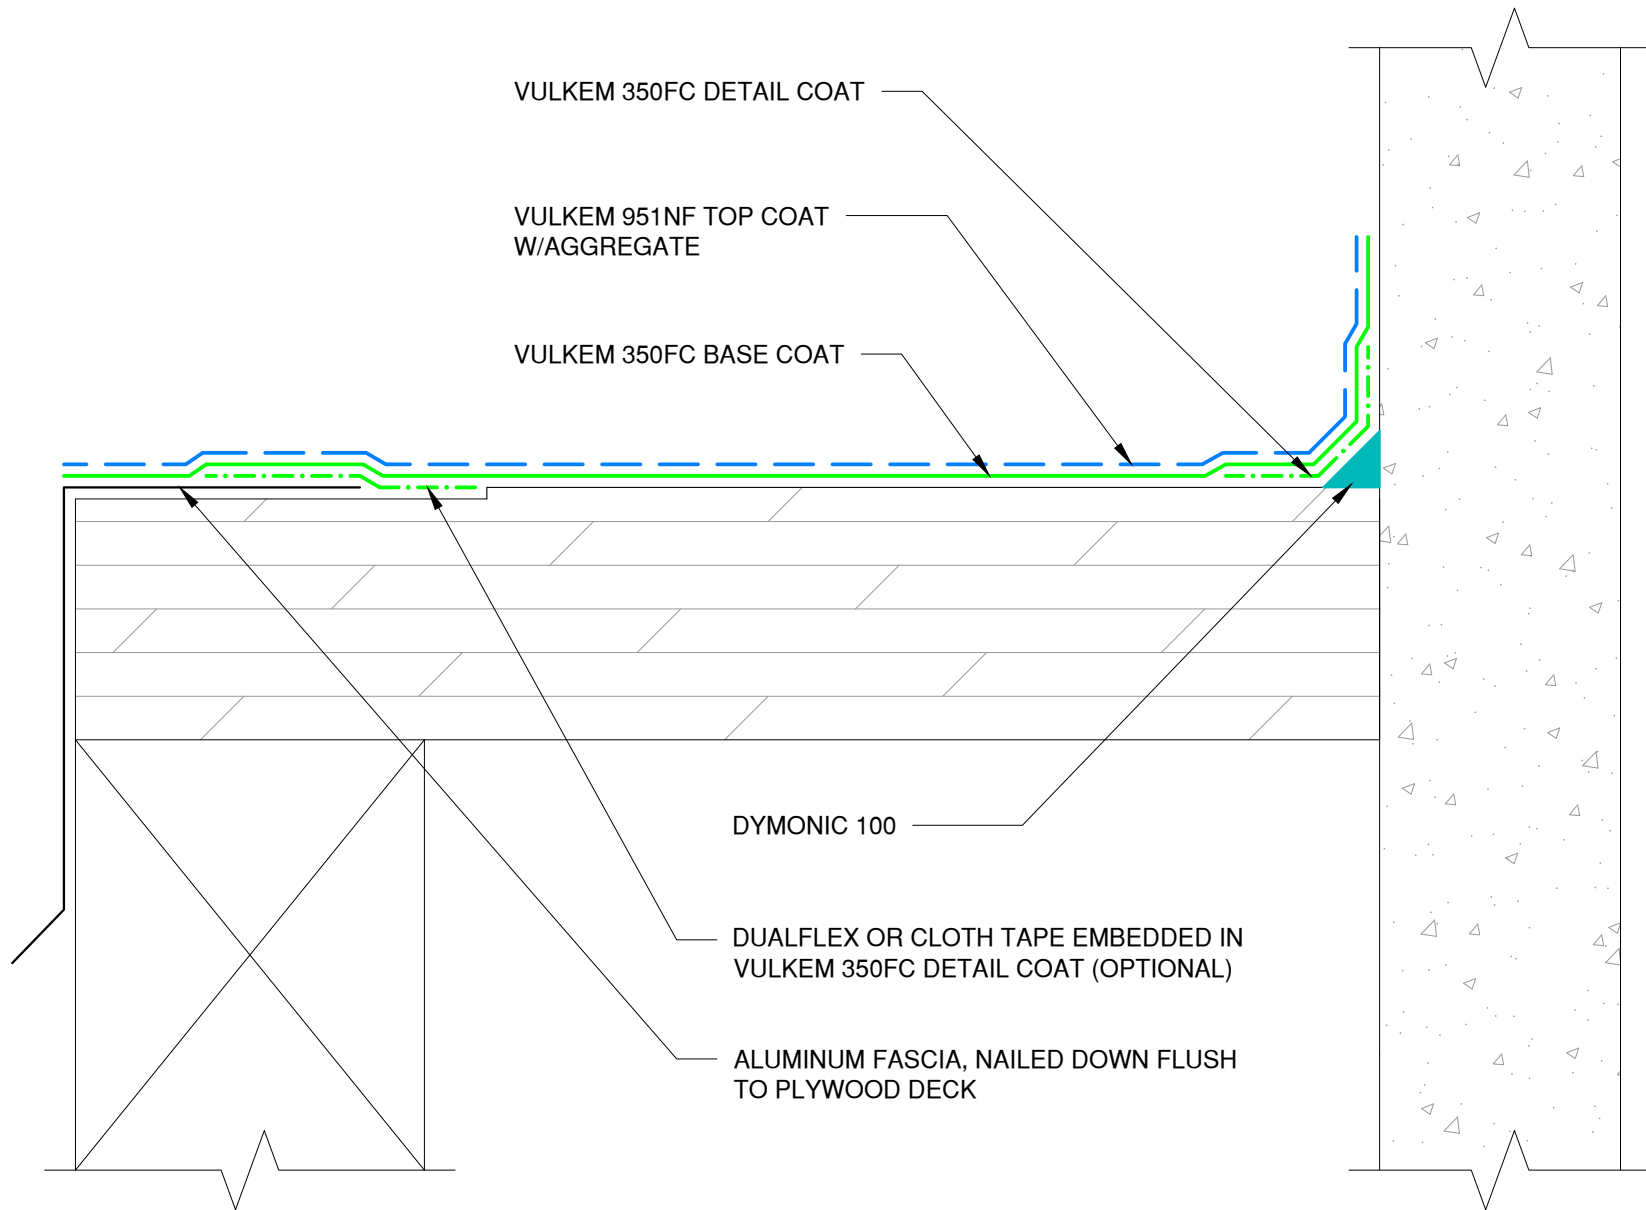 VULKEM 350FC DETAIL COAT
VULKEM 951NF TOP COAT
W/AGGREGATE
VULKEM 350FC BASE COAT
DYMONIC 100
DUALFLEX OR CLOTH TAPE EMBEDDED IN
VULKEM 350FC DETAIL COAT (OPTIONAL)
ALUMINUM FASCIA, NAILED DOWN FLUSH
TO PLYWOOD DECK